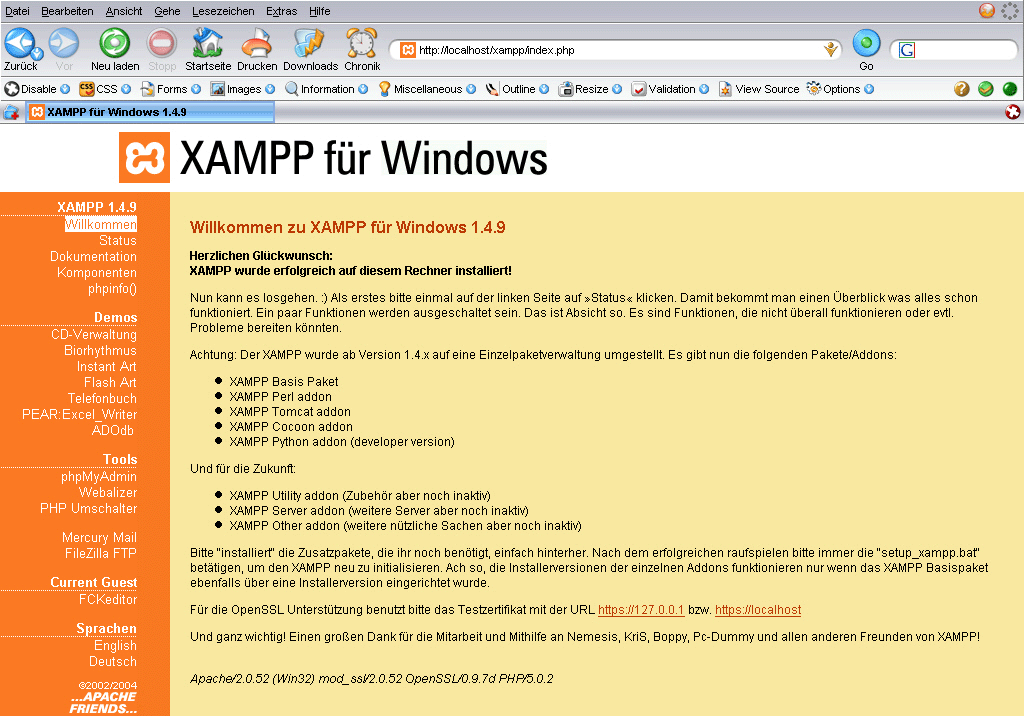 Datei Bearbeiten Ansicht Gehe Lesezeichen Extras Hilfe
Zurück Vor Neu laden Stopp Startseite Drucken Downloads Chronik http://localhost/xampp/index.php Go G
Disable CSS Forms Images Information Miscellaneous Outline Resize Validation View Source Options
XAMPP für Windows 1.4.9
XAMPP für Windows
XAMPP 1.4.9
Willkommen
Status
Dokumentation
Komponenten
phpinfo()
Demos
CD-Verwaltung
Biorhythmus
Instant Art
Flash Art
Telefonbuch
PEAR:Excel_Writer
ADOdb
Tools
phpMyAdmin
Webalizer
PHP Umschalter
Mercury Mail
FileZilla FTP
Current Guest
FCKeditor
Sprachen
English
Deutsch
©2002/2004
...APACHE
FRIENDS...
Willkommen zu XAMPP für Windows 1.4.9
Herzlichen Glückwunsch:
XAMPP wurde erfolgreich auf diesem Rechner installiert!
Nun kann es losgehen. :) Als erstes bitte einmal auf der linken Seite auf »Status« klicken. Damit bekommt man einen Überblick was alles schon
funktioniert. Ein paar Funktionen werden ausgeschaltet sein. Das ist Absicht so. Es sind Funktionen, die nicht überall funktionieren oder evtl.
Probleme bereiten könnten.
Achtung: Der XAMPP wurde ab Version 1.4.x auf eine Einzelpaketverwaltung umgestellt. Es gibt nun die folgenden Pakete/Addons:
XAMPP Basis Paket
XAMPP Perl addon
XAMPP Tomcat addon
XAMPP Cocoon addon
XAMPP Python addon (developer version)
Und für die Zukunft:
XAMPP Utility addon (Zubehör aber noch inaktiv)
XAMPP Server addon (weitere Server aber noch inaktiv)
XAMPP Other addon (weitere nützliche Sachen aber noch inaktiv)
Bitte "installiert" die Zusatzpakete, die ihr noch benötigt, einfach hinterher. Nach dem erfolgreichen raufspielen bitte immer die "setup_xampp.bat"
betätigen, um den XAMPP neu zu initialisieren. Ach so, die Installerversionen der einzelnen Addons funktionieren nur wenn das XAMPP Basispaket
ebenfalls über eine Installerversion eingerichtet wurde.
Für die OpenSSL Unterstützung benutzt bitte das Testzertifikat mit der URL https://127.0.0.1 bzw. https://localhost
Und ganz wichtig! Einen großen Dank für die Mitarbeit und Mithilfe an Nemesis, KriS, Boppy, Pc-Dummy und allen anderen Freunden von XAMPP!
Apache/2.0.52 (Win32) mod_ssl/2.0.52 OpenSSL/0.9.7d PHP/5.0.2